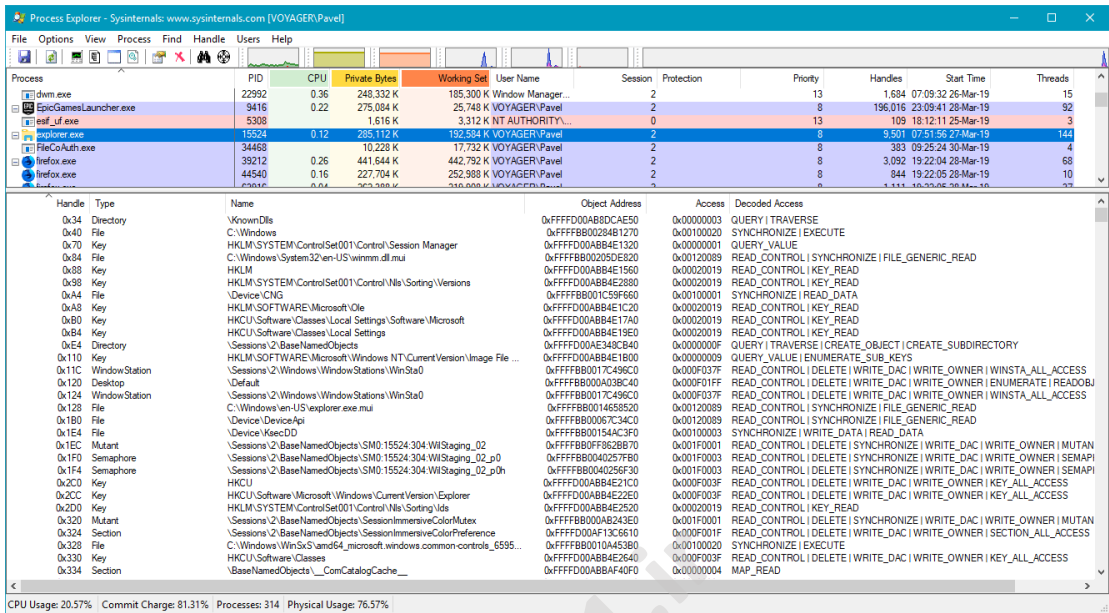 Process Explorer - Sysinternals: www.sysinternals.com [VOYAGER\Pavel]
File Options View Process Find Handle Users Help
Process PID CPU Private Bytes Working Set User Name Session Protection Priority Handles Start Time Threads
dwm.exe 22992 0.36 248,332 K 185,300 K Window Manager... 2 13 1,684 07:09:32 26-Mar-19 15
EpicGamesLauncher.exe 9416 0.22 275,084 K 25,748 K VOYAGER\Pavel 2 8 196,016 23:09:41 28-Mar-19 92
esif_uf.exe 5308 1,616 K 3,312 K NT AUTHORITY\... 0 13 109 18:12:11 25-Mar-19 3
explorer.exe 15524 0.12 285,112 K 192,584 K VOYAGER\Pavel 2 8 9,501 07:51:56 27-Mar-19 144
FileCoAuth.exe 34468 10,228 K 17,732 K VOYAGER\Pavel 2 8 383 09:25:24 30-Mar-19 4
firefox.exe 39212 0.26 441,644 K 442,792 K VOYAGER\Pavel 2 8 3,092 19:22:04 28-Mar-19 68
firefox.exe 44540 0.16 227,704 K 252,988 K VOYAGER\Pavel 2 8 844 19:22:05 28-Mar-19 10
Handle Type Name Object Address Access Decoded Access
0x34 Directory \KnownDlls 0xFFFFD00AB8DCAE50 0x00000003 QUERY | TRAVERSE
0x40 File C:\Windows 0xFFFFBB00284B1270 0x00100020 SYNCHRONIZE | EXECUTE
0x70 Key HKLM\SYSTEM\ControlSet001\Control\Session Manager 0xFFFFD00ABB4E1320 0x00000001 QUERY_VALUE
0x84 File C:\Windows\System32\en-US\winmm.dll.mui 0xFFFFBB00205DE820 0x00120089 READ_CONTROL | SYNCHRONIZE | FILE_GENERIC_READ
0x88 Key HKLM 0xFFFFD00ABB4E1560 0x00020019 READ_CONTROL | KEY_READ
0x98 Key HKLM\SYSTEM\ControlSet001\Control\Nls\Sorting\Versions 0xFFFFD00ABB4E2880 0x00020019 READ_CONTROL | KEY_READ
0xA4 File \Device\CNG 0xFFFFBB001C59F660 0x00100001 SYNCHRONIZE | READ_DATA
0xA8 Key HKLM\SOFTWARE\Microsoft\Ole 0xFFFFD00ABB4E1C20 0x00020019 READ_CONTROL | KEY_READ
0xB0 Key HKCU\Software\Classes\Local Settings\Software\Microsoft 0xFFFFD00ABB4E17A0 0x00020019 READ_CONTROL | KEY_READ
0xB4 Key HKCU\Software\Classes\Local Settings 0xFFFFD00ABB4E19E0 0x00020019 READ_CONTROL | KEY_READ
0xE4 Directory \Sessions\2\BaseNamedObjects 0xFFFFD00AE348CB40 0x0000000F QUERY | TRAVERSE | CREATE_OBJECT | CREATE_SUBDIRECTORY
0x110 Key HKLM\SOFTWARE\Microsoft\Windows NT\CurrentVersion\Image File ... 0xFFFFD00ABB4E1B00 0x00000009 QUERY_VALUE | ENUMERATE_SUB_KEYS
0x11C WindowStation \Sessions\2\Windows\WindowStations\WinSta0 0xFFFFBB0017C496C0 0x000F037F READ_CONTROL | DELETE | WRITE_DAC | WRITE_OWNER | WINSTA_ALL_ACCESS
0x120 Desktop \Default 0xFFFFBB000A03BC40 0x000F01FF READ_CONTROL | DELETE | WRITE_DAC | WRITE_OWNER | ENUMERATE | READOBJ
0x124 WindowStation \Sessions\2\Windows\WindowStations\WinSta0 0xFFFFBB0017C496C0 0x000F037F READ_CONTROL | DELETE | WRITE_DAC | WRITE_OWNER | WINSTA_ALL_ACCESS
0x128 File C:\Windows\en-US\explorer.exe.mui 0xFFFFBB0014658520 0x00120089 READ_CONTROL | SYNCHRONIZE | FILE_GENERIC_READ
0x1B0 File \Device\DeviceApi 0xFFFFBB00067C34C0 0x00120089 READ_CONTROL | SYNCHRONIZE | FILE_GENERIC_READ
0x1E4 File \Device\KsecDD 0xFFFFBB00154AC3F0 0x00100003 SYNCHRONIZE | WRITE_DATA | READ_DATA
0x1EC Mutant \Sessions\2\BaseNamedObjects\SM0:15524:304:WilStaging_02 0xFFFFBB0FF862BB70 0x001F0001 READ_CONTROL | DELETE | SYNCHRONIZE | WRITE_DAC | WRITE_OWNER | MUTAN
0x1F0 Semaphore \Sessions\2\BaseNamedObjects\SM0:15524:304:WilStaging_02_p0 0xFFFFBB0040257FB0 0x001F0003 READ_CONTROL | DELETE | SYNCHRONIZE | WRITE_DAC | WRITE_OWNER | SEMAPI
0x1F4 Semaphore \Sessions\2\BaseNamedObjects\SM0:15524:304:WilStaging_02_p0h 0xFFFFBB0040256F30 0x001F0003 READ_CONTROL | DELETE | SYNCHRONIZE | WRITE_DAC | WRITE_OWNER | SEMAPI
0x2C0 Key HKCU 0xFFFFD00ABB4E21C0 0x000F003F READ_CONTROL | DELETE | WRITE_DAC | WRITE_OWNER | KEY_ALL_ACCESS
0x2CC Key HKCU\Software\Microsoft\Windows\CurrentVersion\Explorer 0xFFFFD00ABB4E22E0 0x000F003F READ_CONTROL | DELETE | WRITE_DAC | WRITE_OWNER | KEY_ALL_ACCESS
0x2D0 Key HKLM\SYSTEM\ControlSet001\Control\Nls\Sorting\Ids 0xFFFFD00ABB4E2520 0x00020019 READ_CONTROL | KEY_READ
0x320 Mutant \Sessions\2\BaseNamedObjects\SessionImmersiveColorMutex 0xFFFFBB000AB243E0 0x001F0001 READ_CONTROL | DELETE | SYNCHRONIZE | WRITE_DAC | WRITE_OWNER | MUTAN
0x324 Section \Sessions\2\BaseNamedObjects\SessionImmersiveColorPreference 0xFFFFD00AF13C6610 0x000F001F READ_CONTROL | DELETE | WRITE_DAC | WRITE_OWNER | SECTION_ALL_ACCESS
0x328 File C:\Windows\WinSxS\amd64_microsoft.windows.common-controls_6595... 0xFFFFBB0010A453B0 0x00100020 SYNCHRONIZE | EXECUTE
0x330 Key HKCU\Software\Classes 0xFFFFD00ABB4E2640 0x000F003F READ_CONTROL | DELETE | WRITE_DAC | WRITE_OWNER | KEY_ALL_ACCESS
0x334 Section \BaseNamedObjects\__ComCatalogCache__ 0xFFFFD00ABBAF40F0 0x00000004 MAP_READ
CPU Usage: 20.57% Commit Charge: 81.31% Processes: 314 Physical Usage: 76.57%